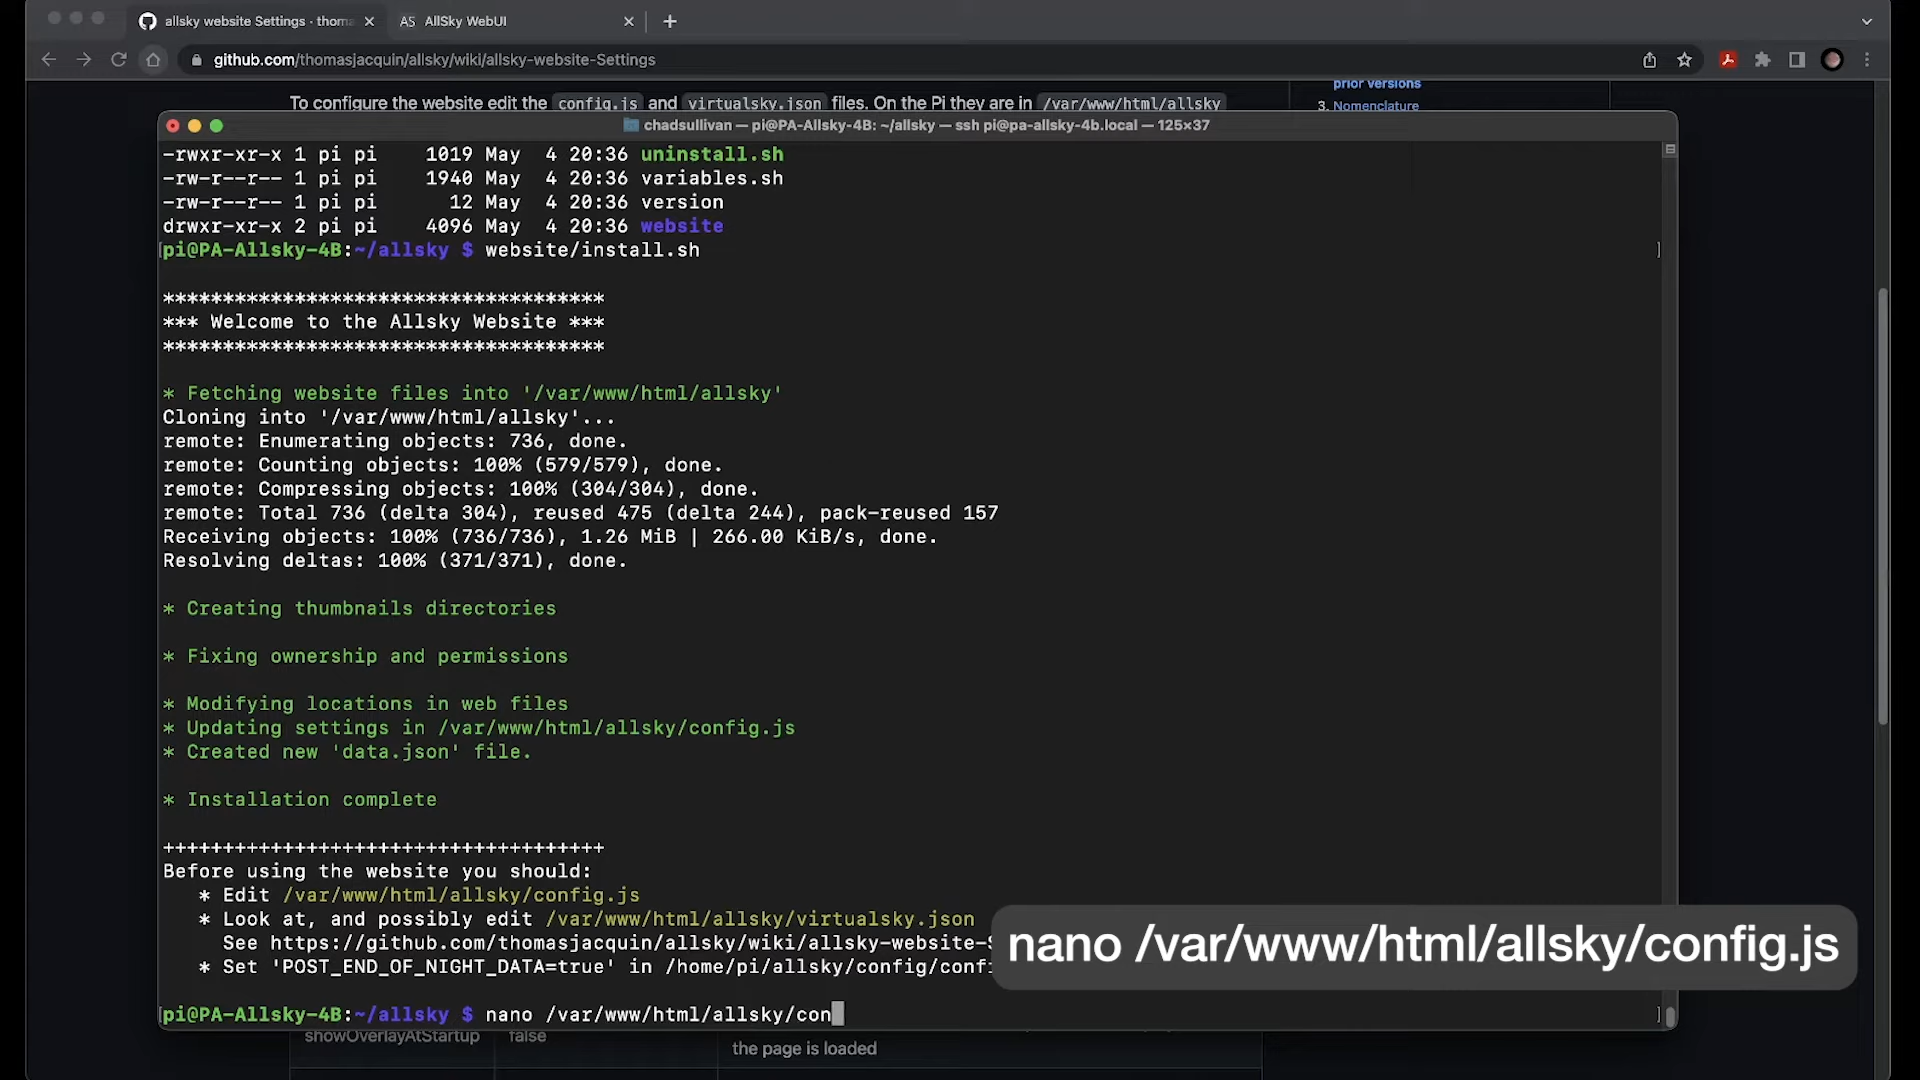 allsky website Settings · thom
AS AllSky WebUI
github.com/thomasjacquin/allsky/wiki/allsky-website-Settings
prior versions
To configure the website edit the config.js and virtualsky.json files. On the Pi they are in /var/www/html/allsky
3. Nomenclature
chadsullivan — pi@PA-Allsky-4B: ~/allsky — ssh pi@pa-allsky-4b.local — 125×37
-rwxr-xr-x 1 pi pi 1019 May 4 20:36 uninstall.sh
-rw-r--r-- 1 pi pi 1940 May 4 20:36 variables.sh
-rw-r--r-- 1 pi pi 12 May 4 20:36 version
drwxr-xr-x 2 pi pi 4096 May 4 20:36 website
[pi@PA-Allsky-4B:~/allsky $ website/install.sh ]
*************************************
*** Welcome to the Allsky Website ***
*************************************
* Fetching website files into '/var/www/html/allsky'
Cloning into '/var/www/html/allsky'...
remote: Enumerating objects: 736, done.
remote: Counting objects: 100% (579/579), done.
remote: Compressing objects: 100% (304/304), done.
remote: Total 736 (delta 304), reused 475 (delta 244), pack-reused 157
Receiving objects: 100% (736/736), 1.26 MiB | 266.00 KiB/s, done.
Resolving deltas: 100% (371/371), done.
* Creating thumbnails directories
* Fixing ownership and permissions
* Modifying locations in web files
* Updating settings in /var/www/html/allsky/config.js
* Created new 'data.json' file.
* Installation complete
+++++++++++++++++++++++++++++++++++++
Before using the website you should:
* Edit /var/www/html/allsky/config.js
* Look at, and possibly edit /var/www/html/allsky/virtualsky.json
See https://github.com/thomasjacquin/allsky/wiki/allsky-website-S
* Set 'POST_END_OF_NIGHT_DATA=true' in /home/pi/allsky/config/confi
nano /var/www/html/allsky/config.js
[pi@PA-Allsky-4B:~/allsky $ nano /var/www/html/allsky/con ]
showOverlayAtStartup false
the page is loaded